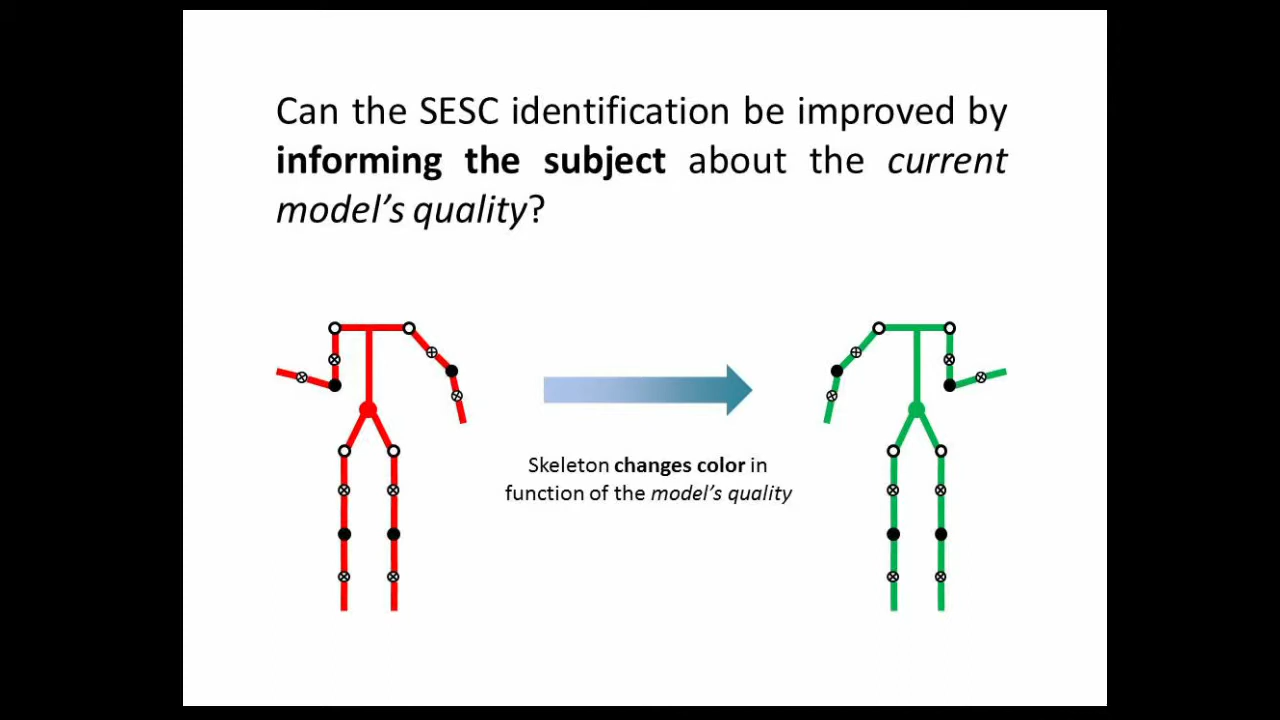 Can the SESC identification be improved by
informing the subject about the current
model's quality?
Skeleton changes color in
function of the model's quality